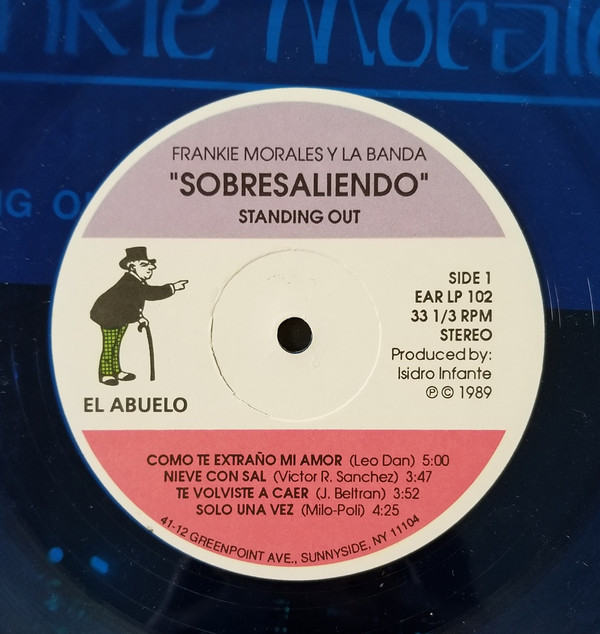 FRANKIE MORALES Y LA BANDA
"SOBRESALIENDO"
STANDING OUT
SIDE 1
EAR LP 102
33 1/3 RPM
STEREO
Produced by:
Isidro Infante
℗ © 1989
EL ABUELO
COMO TE EXTRAÑO MI AMOR (Leo Dan) 5:00
NIEVE CON SAL (Victor R. Sanchez) 3:47
TE VOLVISTE A CAER (J. Beltran) 3:52
SOLO UNA VEZ (Milo-Poli) 4:25
41-12 GREENPOINT AVE., SUNNYSIDE, NY 11104